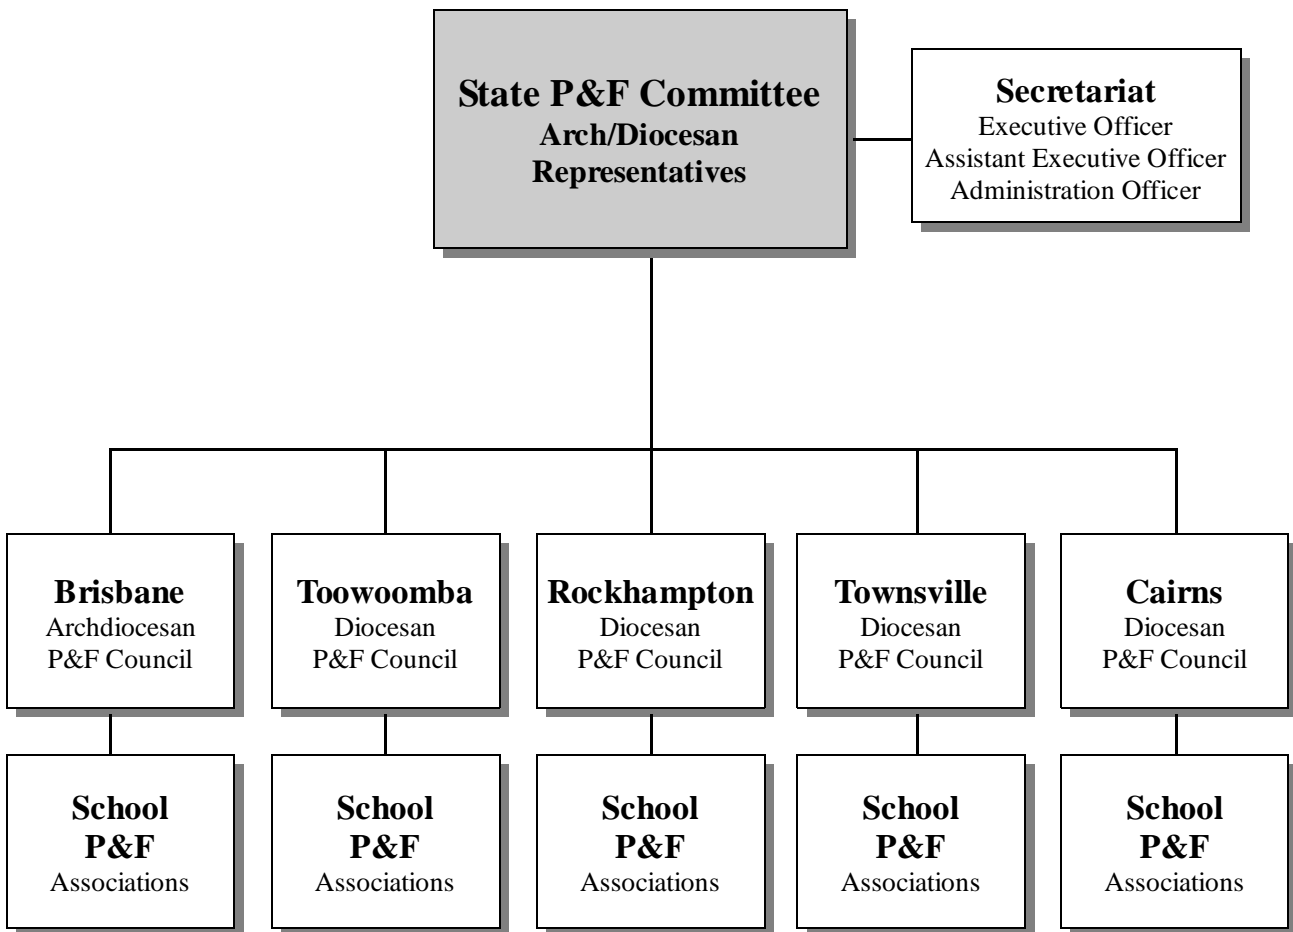 State P&F Committee
Arch/Diocesan
Representatives
Secretariat
Executive Officer
Assistant Executive Officer
Administration Officer
Brisbane
Archdiocesan
P&F Council
Toowoomba
Diocesan
P&F Council
Rockhampton
Diocesan
P&F Council
Townsville
Diocesan
P&F Council
Cairns
Diocesan
P&F Council
School
P&F
Associations
School
P&F
Associations
School
P&F
Associations
School
P&F
Associations
School
P&F
Associations